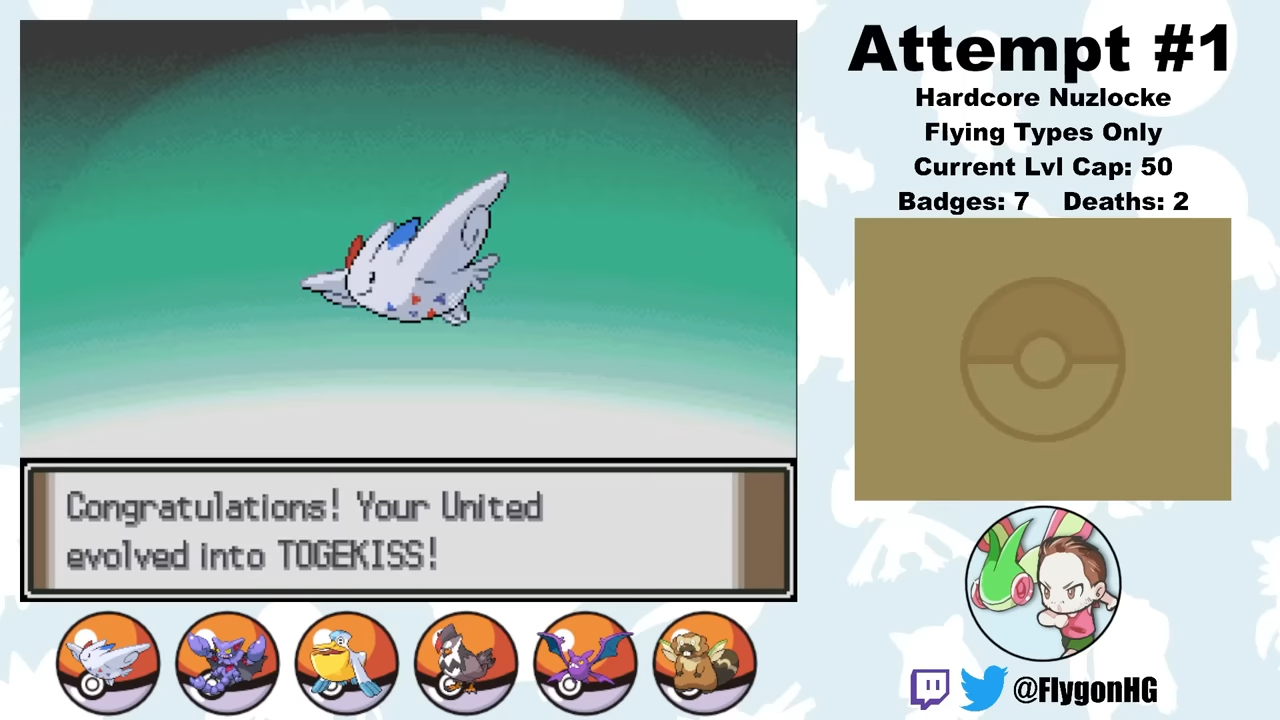 Attempt #1
Hardcore Nuzlocke
Flying Types Only
Current Lvl Cap: 50
Badges: 7 Deaths: 2
Congratulations! Your United
evolved into TOGEKISS!
@FlygonHG